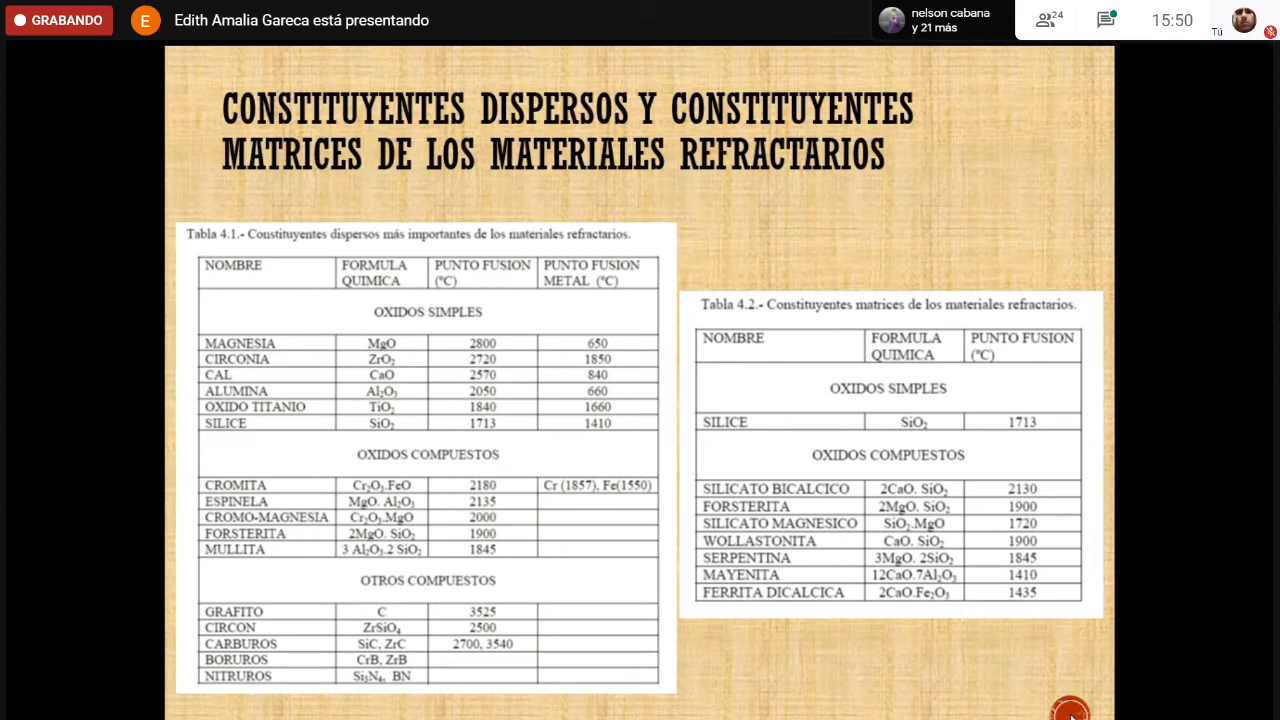 GRABANDO
E
Edith Amalia Gareca está presentando
nelson cabana
y 21 más
24
15:50
Tú
CONSTITUYENTES DISPERSOS Y CONSTITUYENTES
MATRICES DE LOS MATERIALES REFRACTARIOS
Tabla 4.1.- Constituyentes dispersos más importantes de los materiales refractarios.
NOMBRE FORMULA QUIMICA PUNTO FUSION (ºC) PUNTO FUSION METAL (ºC)
OXIDOS SIMPLES
MAGNESIA MgO 2800 650
CIRCONIA ZrO₂ 2720 1850
CAL CaO 2570 840
ALUMINA Al₂O₃ 2050 660
OXIDO TITANIO TiO₂ 1840 1660
SILICE SiO₂ 1713 1410
OXIDOS COMPUESTOS
CROMITA Cr₂O₃.FeO 2180 Cr (1857), Fe(1550)
ESPINELA MgO. Al₂O₃ 2135
CROMO-MAGNESIA Cr₂O₃.MgO 2000
FORSTERITA 2MgO. SiO₂ 1900
MULLITA 3 Al₂O₃.2 SiO₂ 1845
OTROS COMPUESTOS
GRAFITO C 3525
CIRCON ZrSiO₄ 2500
CARBUROS SiC, ZrC 2700, 3540
BORUROS CrB, ZrB
NITRUROS Si₃N₄, BN
Tabla 4.2.- Constituyentes matrices de los materiales refractarios.
NOMBRE FORMULA QUIMICA PUNTO FUSION (ºC)
OXIDOS SIMPLES
SILICE SiO₂ 1713
OXIDOS COMPUESTOS
SILICATO BICALCICO 2CaO. SiO₂ 2130
FORSTERITA 2MgO. SiO₂ 1900
SILICATO MAGNESICO SiO₂.MgO 1720
WOLLASTONITA CaO. SiO₂ 1900
SERPENTINA 3MgO. 2SiO₂ 1845
MAYENITA 12CaO.7Al₂O₃ 1410
FERRITA DICALCICA 2CaO.Fe₂O₃ 1435